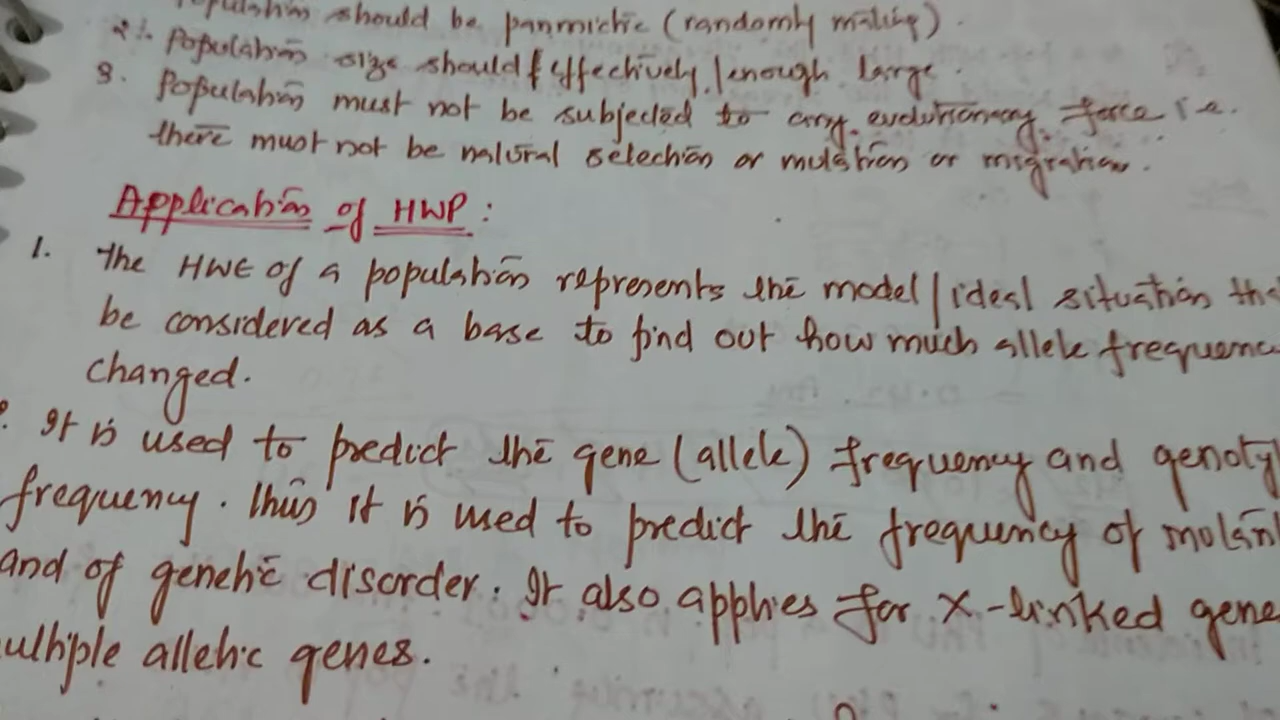 should be panmictic (randomly mating).
2. Population size should effectively / enough large.
3. Population must not be subjected to any evolutionary force i.e.
there must not be natural selection or mutation or migration.
Application of HWP:
1. The HWE of a population represents the model / ideal situation
be considered as a base to find out how much allele frequenc
changed.
It is used to predict the gene (allele) frequency and genoty
frequency. Thus it is used to predict the frequency of mutant
and of genetic disorder. It also applies for X-linked gene
ultiple allelic genes.